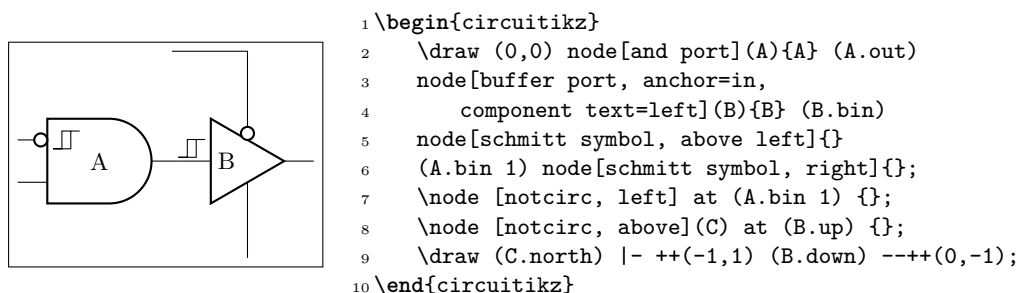 A
B
1 \begin{circuitikz}
2 \draw (0,0) node[and port](A){A} (A.out)
3 node[buffer port, anchor=in,
4 component text=left](B){B} (B.bin)
5 node[schmitt symbol, above left]{}
6 (A.bin 1) node[schmitt symbol, right]{};
7 \node [notcirc, left] at (A.bin 1) {};
8 \node [notcirc, above](C) at (B.up) {};
9 \draw (C.north) |- ++(-1,1) (B.down) --++(0,-1);
10 \end{circuitikz}